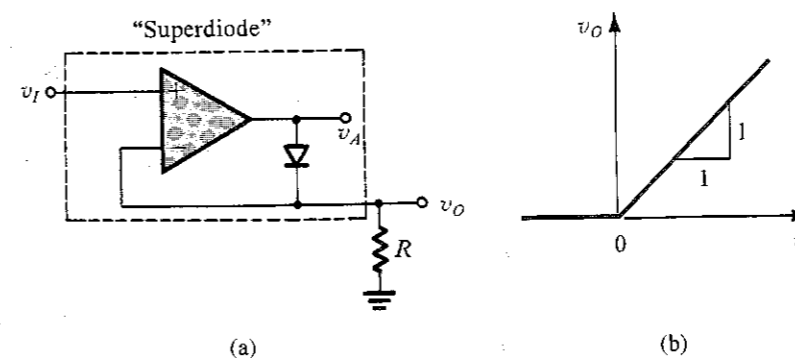 “Superdiode”
v_I
+
−
v_A
v_O
R
(a)
v_O
1
1
0
(b)